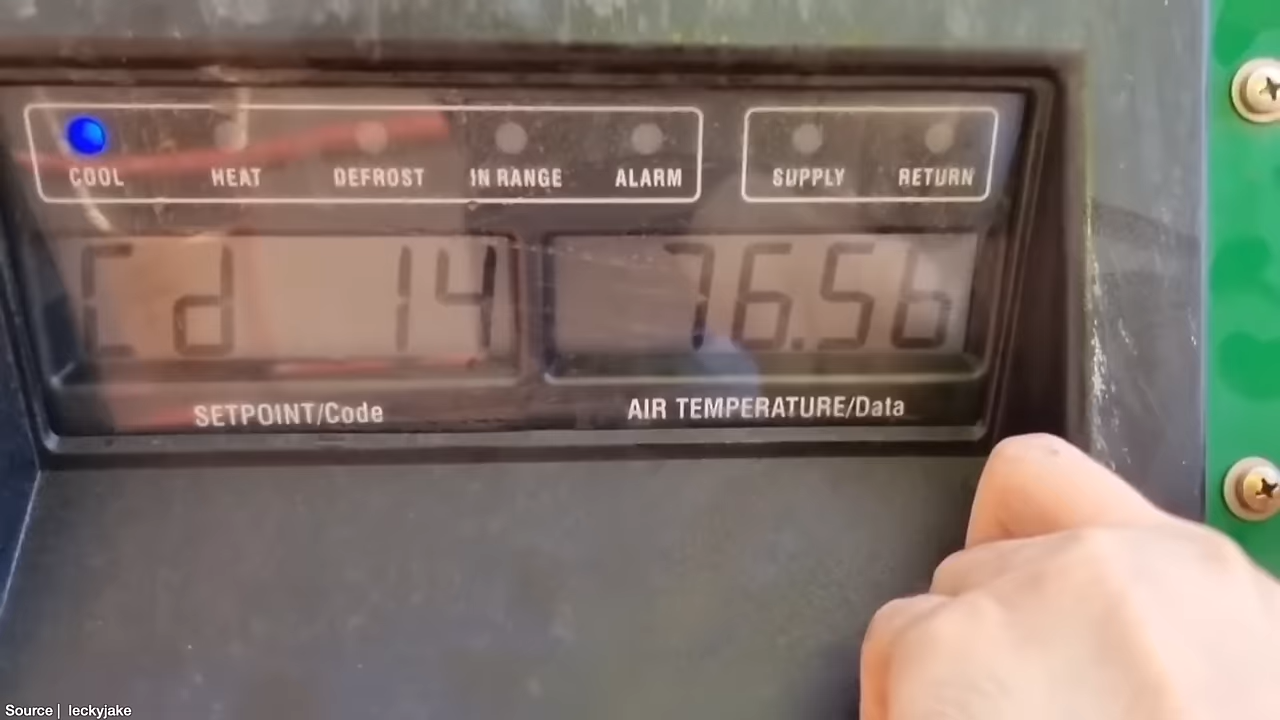 COOL HEAT DEFROST IN RANGE ALARM SUPPLY RETURN
Cd 14 76.56
SETPOINT/Code AIR TEMPERATURE/Data
Source | leckyjake